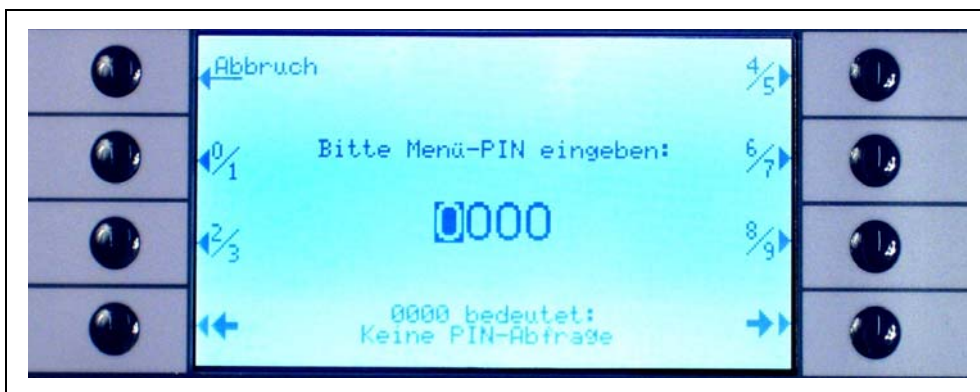 Abbruch
4/5
Bitte Menü-PIN eingeben:
0/1
6/7
0000
2/3
8/9
0000 bedeutet:
Keine PIN-Abfrage